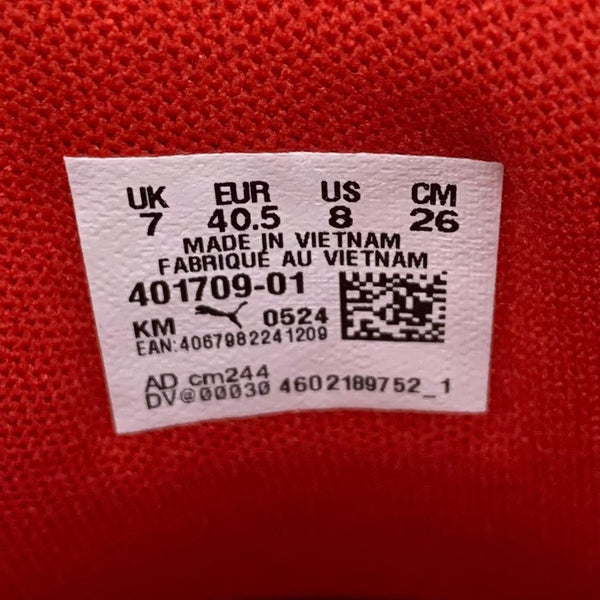 UK EUR US CM
7 40.5 8 26
MADE IN VIETNAM
FABRIQUE AU VIETNAM
401709-01
KM 0524
EAN:4067982241209
AD cm244
DV@00030 4602189752_1